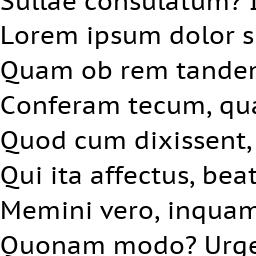 Sullae consulatum?
Lorem ipsum dolor s
Quam ob rem tander
Conferam tecum, qua
Quod cum dixissent,
Qui ita affectus, beat
Memini vero, inquam
Quonam modo? Urge